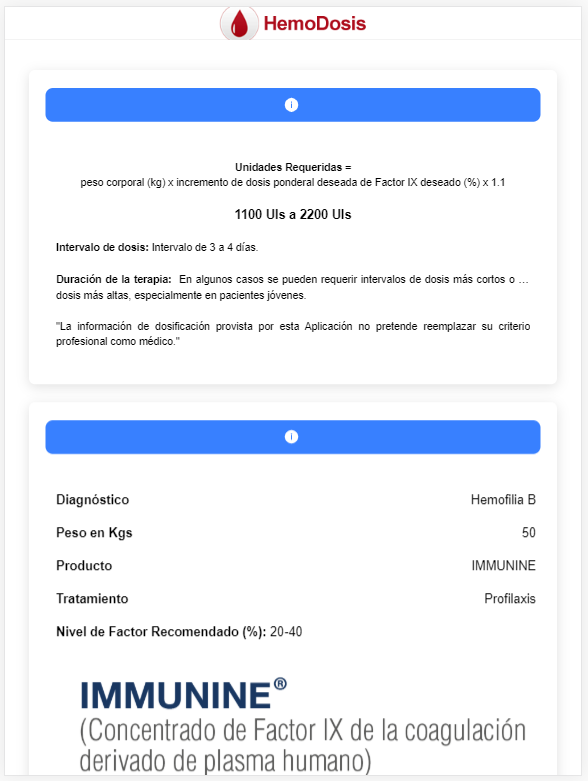 HemoDosis
i
Unidades Requeridas =
peso corporal (kg) x incremento de dosis ponderal deseada de Factor IX deseado (%) x 1.1
1100 UIs a 2200 UIs
Intervalo de dosis: Intervalo de 3 a 4 días.
Duración de la terapia: En algunos casos se pueden requerir intervalos de dosis más cortos o …
dosis más altas, especialmente en pacientes jóvenes.
"La información de dosificación provista por esta Aplicación no pretende reemplazar su criterio
profesional como médico."
i
Diagnóstico Hemofilia B
Peso en Kgs 50
Producto IMMUNINE
Tratamiento Profilaxis
Nivel de Factor Recomendado (%): 20-40
IMMUNINE®
(Concentrado de Factor IX de la coagulación
derivado de plasma humano)